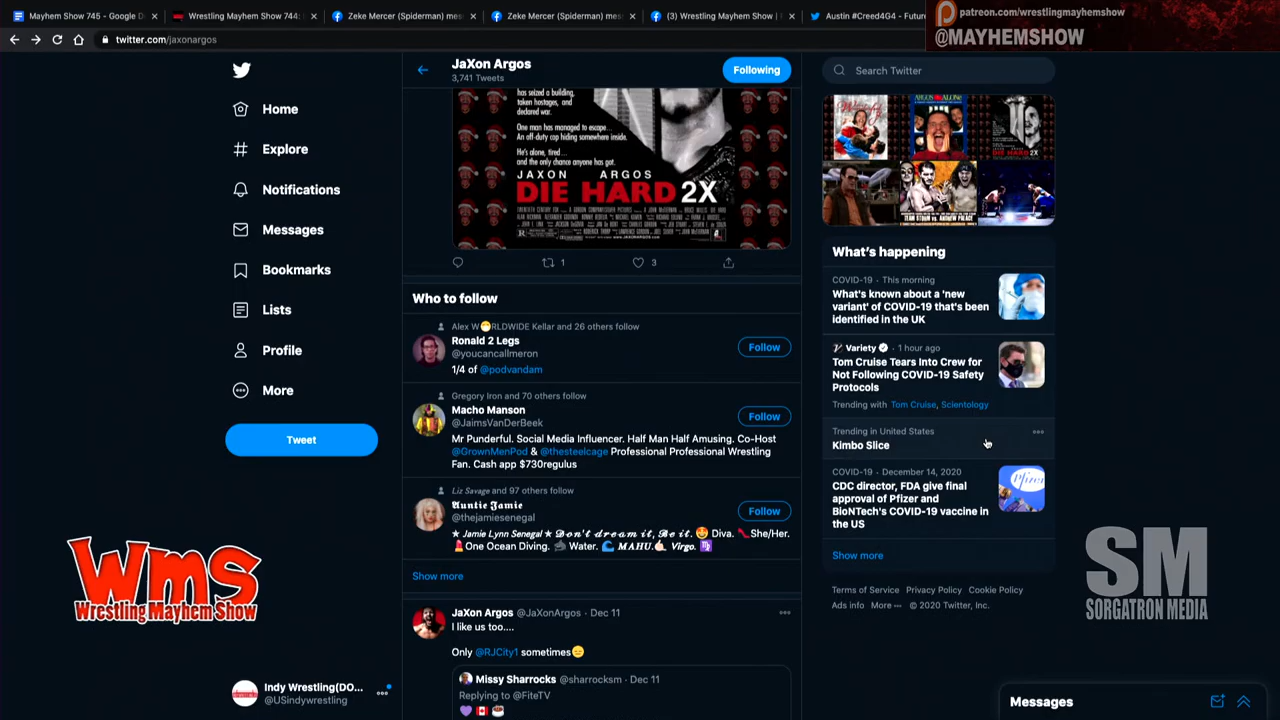 Mayhem Show 745 - Google D
Wrestling Mayhem Show 744:
Zeke Mercer (Spiderman) mes
Zeke Mercer (Spiderman) mes
(3) Wrestling Mayhem Show |
Austin #Creed4G4 - Futur
patreon.com/wrestlingmayhemshow
@MAYHEMSHOW
twitter.com/jaxonargos
Home
Explore
Notifications
Messages
Bookmarks
Lists
Profile
More
Tweet
Indy Wrestling(DO...
@USindywrestling
JaXon Argos
3,741 Tweets
Following
has seized a building,
taken hostages, and
declared war.
One man has managed to escape...
An off-duty cop hiding somewhere inside.
He's alone, tired...
and the only chance anyone has got.
JAXON ARGOS
DIE HARD 2X
1
3
Who to follow
Alex W😷RLDWIDE Kellar and 26 others follow
Ronald 2 Legs
@youcancallmeron
1/4 of @podvandam
Follow
Gregory Iron and 70 others follow
Macho Manson
@JaimsVanDerBeek
Follow
Mr Punderful. Social Media Influencer. Half Man Half Amusing. Co-Host
@GrownMenPod & @thesteelcage Professional Professional Wrestling
Fan. Cash app $730regulus
Liz Savage and 97 others follow
Auntie Jamie
@thejamiesenegal
Follow
★ Jamie Lynn Senegal ★ Don't dream it, Be it. 🤩 Diva. 👠She/Her.
One Ocean Diving. 🦈 Water. 🌊 MAHU.🤙🏻 Virgo. ♍
Show more
JaXon Argos @JaXonArgos · Dec 11
I like us too....
Only @RJCity1 sometimes😑
Missy Sharrocks @sharrocksm · Dec 11
Replying to @FiteTV
Search Twitter
What's happening
COVID-19 · This morning
What's known about a 'new
variant' of COVID-19 that's been
identified in the UK
Variety · 1 hour ago
Tom Cruise Tears Into Crew for
Not Following COVID-19 Safety
Protocols
Trending with Tom Cruise, Scientology
Trending in United States
Kimbo Slice
COVID-19 · December 14, 2020
CDC director, FDA give final
approval of Pfizer and
BioNTech's COVID-19 vaccine in
the US
Pfizer
Show more
Terms of Service Privacy Policy Cookie Policy
Ads info More ··· © 2020 Twitter, Inc.
Messages
WMS
Wrestling Mayhem Show
SM
SORGATRON MEDIA